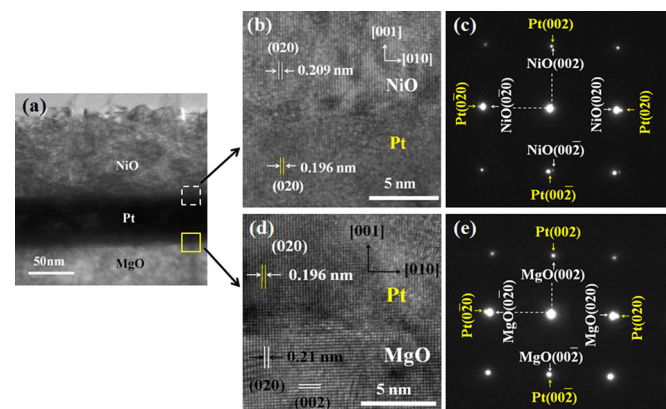 (a)
NiO
Pt
50nm
MgO
(b)
(020)
0.209 nm
[001]
[010]
NiO
Pt
0.196 nm
(020)
5 nm
(c)
Pt(002)
NiO(002)
Pt(02̅0)
NiO(02̅0)
NiO(020)
Pt(020)
NiO(002̅)
Pt(002̅)
(d)
(020)
0.196 nm
[001]
[010]
Pt
0.21 nm
MgO
(020)
(002)
5 nm
(e)
Pt(002)
MgO(002)
Pt(02̅0)
MgO(02̅0)
MgO(020)
Pt(020)
MgO(002̅)
Pt(002̅)